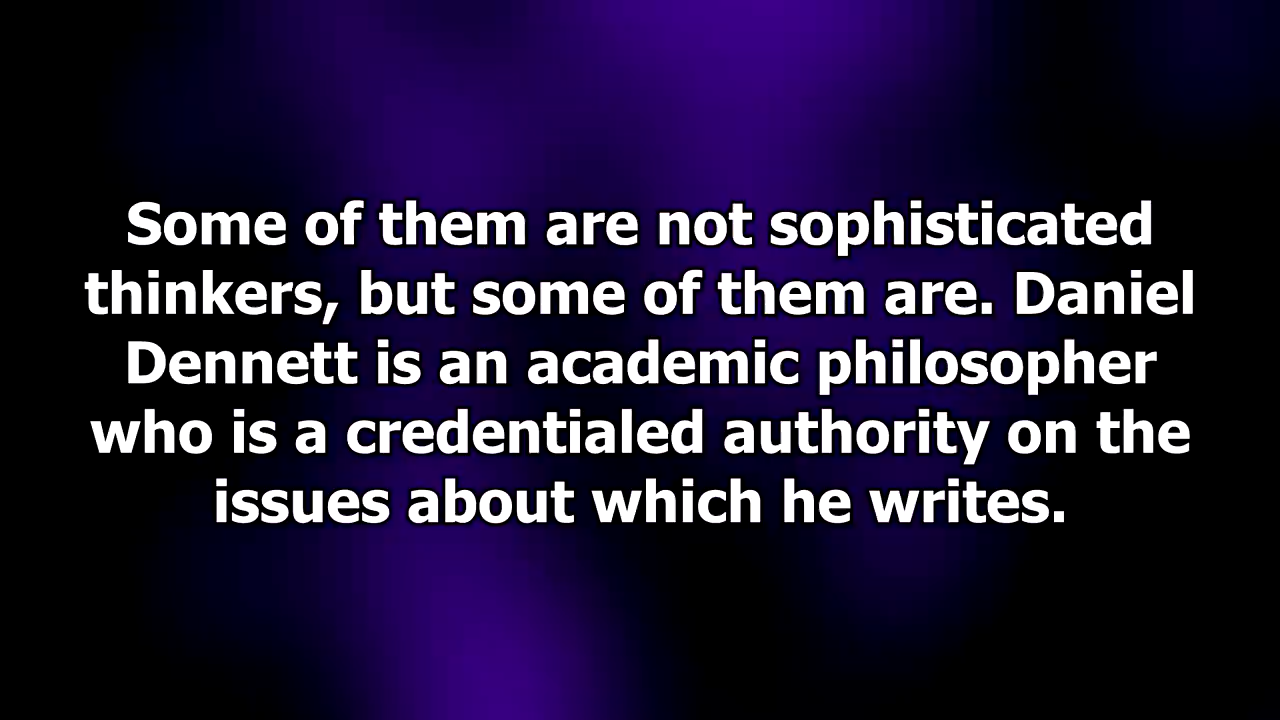 Some of them are not sophisticated
thinkers, but some of them are. Daniel
Dennett is an academic philosopher
who is a credentialed authority on the
issues about which he writes.